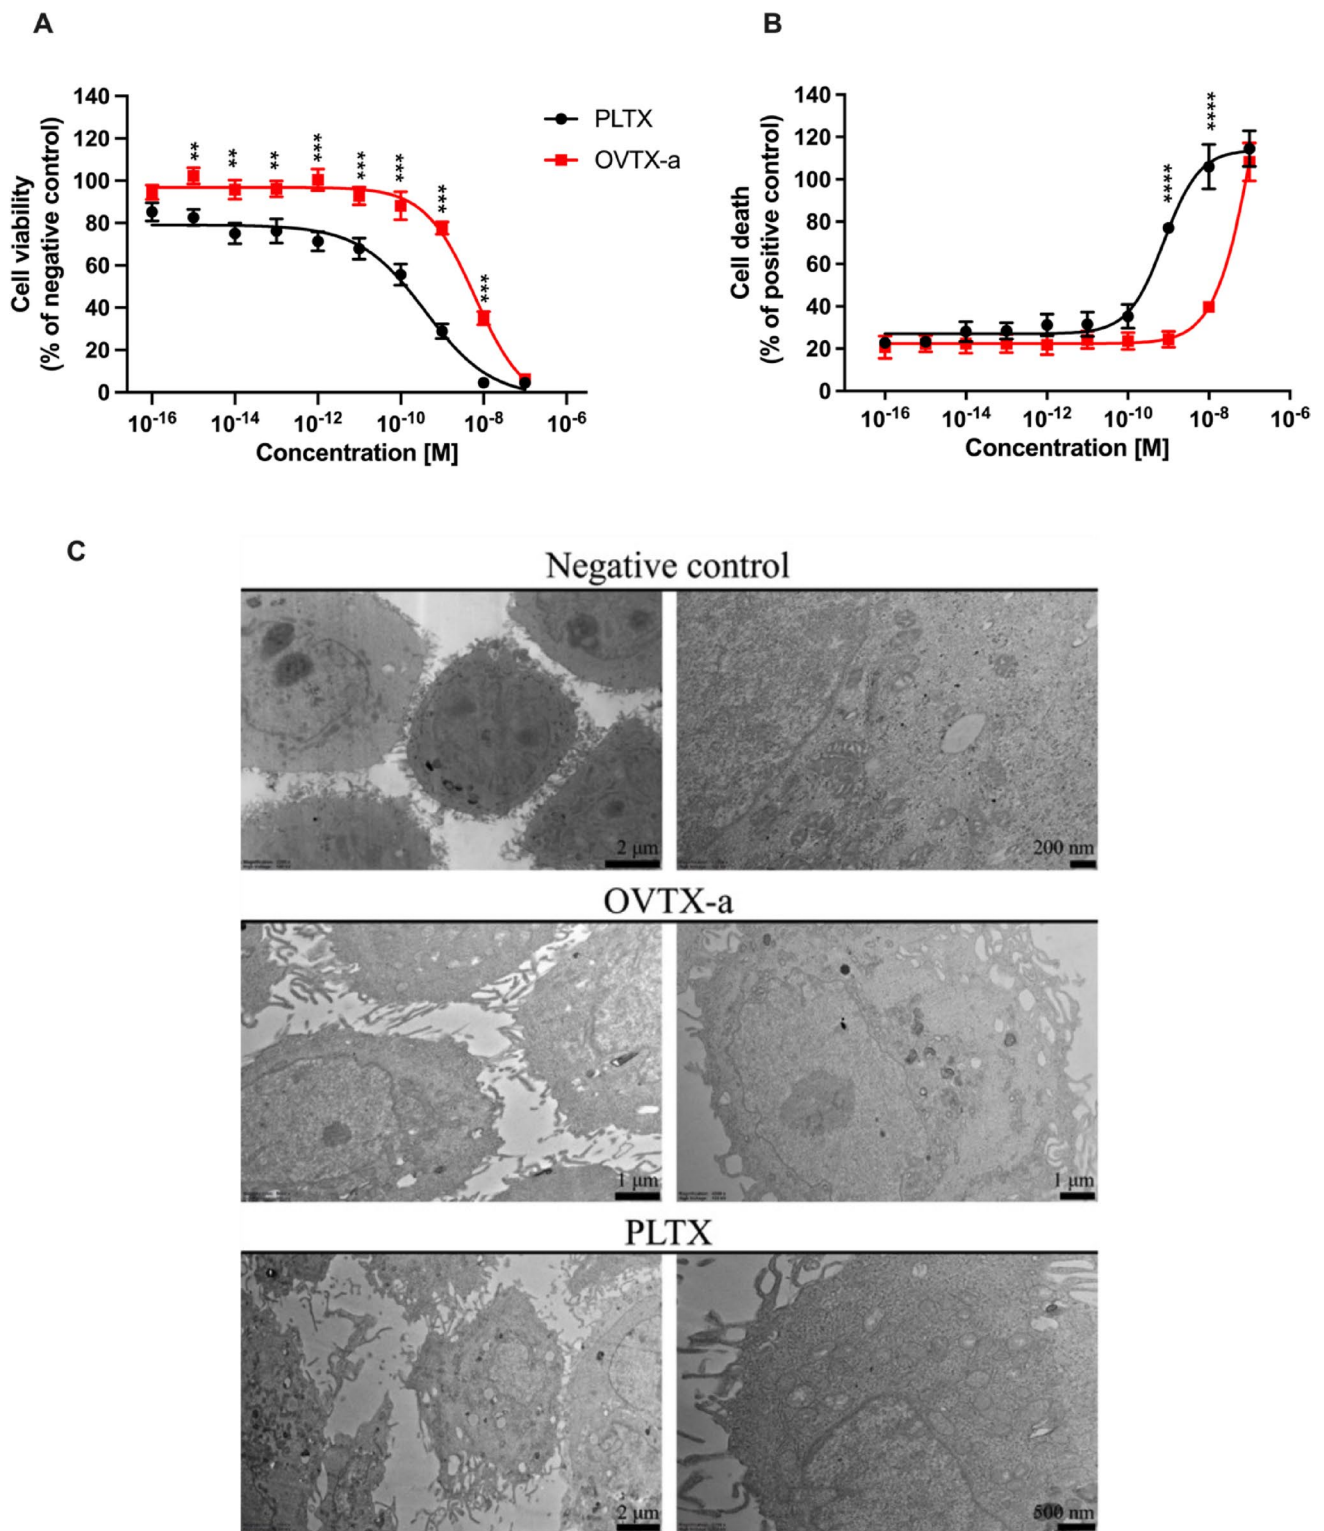 A
B
140
120
100
80
60
40
20
0
Cell viability
(% of negative control)
**
**
**
***
***
***
***
***
PLTX
OVTX-a
10-16
10-14
10-12
10-10
10-8
10-6
Concentration [M]
140
120
100
80
60
40
20
0
Cell death
(% of positive control)
****
****
10-16
10-14
10-12
10-10
10-8
10-6
Concentration [M]
C
Negative control
2 μm
200 nm
OVTX-a
1 μm
1 μm
PLTX
2 μm
500 nm